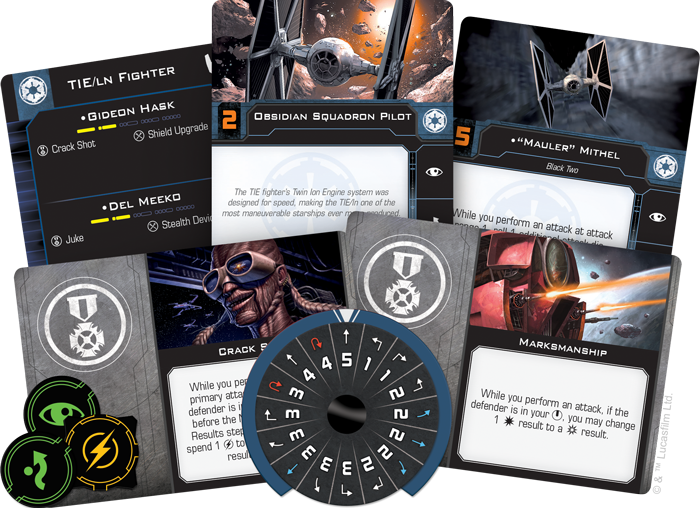 TIE/LN FIGHTER
•GIDEON HASK
Crack Shot
Shield Upgrade
•DEL MEEKO
Juke
Stealth
2
OBSIDIAN SQUADRON PILOT
The TIE fighter's Twin Ion Engine system was
designed for speed, making the TIE/ln one of the
most maneuverable starships ever
5
•"MAULER" MITHEL
Black Two
While you perform an attack at attack
CRACK
While you
primary
defender is
before the
Results
spend 1 to
MARKSMANSHIP
While you perform an attack, if the
defender is in your , you may change
1 result to a result.
5 1 1 2 2 2 2 2 3 3 3 3 3 4 4
© & ™ Lucasfilm Ltd.